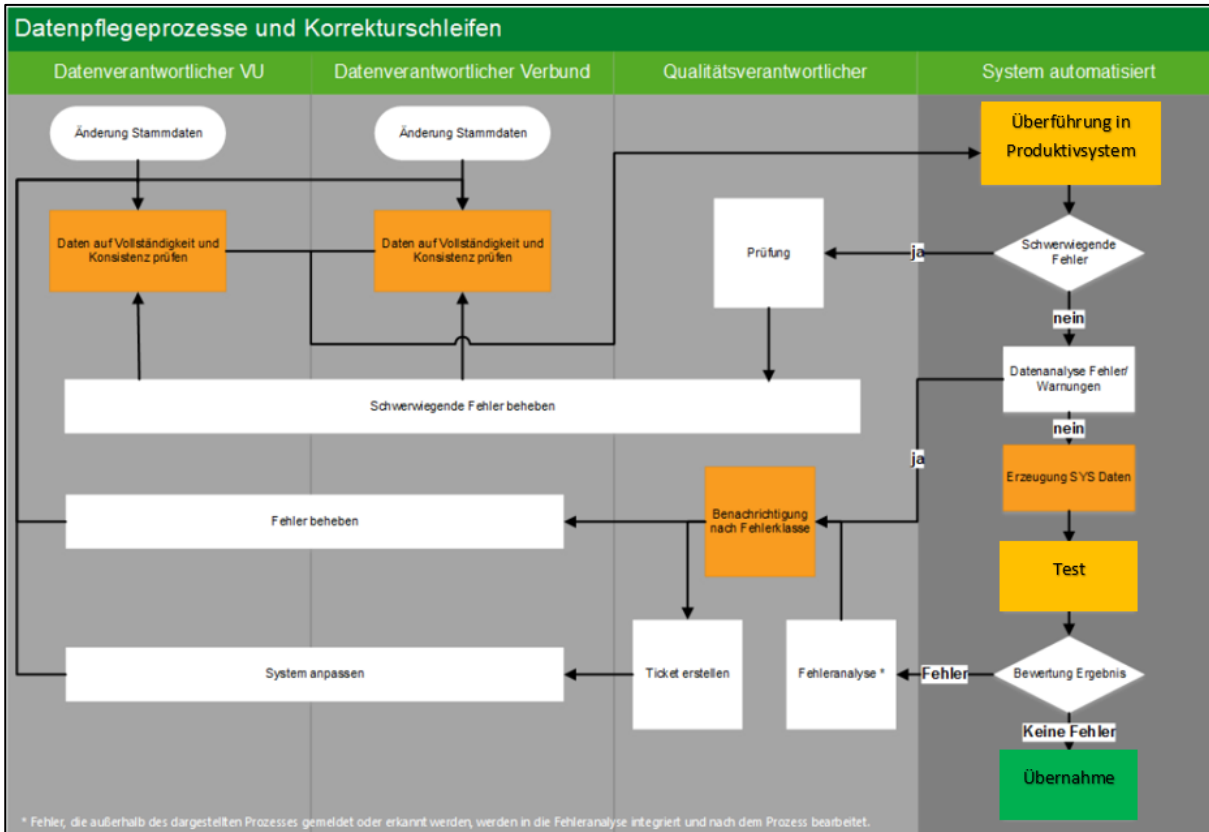 Datenpflegeprozesse und Korrekturschleifen
Datenverantwortlicher VU
Datenverantwortlicher Verbund
Qualitätsverantwortlicher
System automatisiert
Änderung Stammdaten
Änderung Stammdaten
Überführung in
Produktivsystem
Daten auf Vollständigkeit und
Konsistenz prüfen
Daten auf Vollständigkeit und
Konsistenz prüfen
Prüfung
ja
Schwerwiegende
Fehler
nein
Schwerwiegende Fehler beheben
Datenanalyse Fehler/
Warnungen
nein
ja
Erzeugung SYS Daten
Fehler beheben
Benachrichtigung
nach Fehlerklasse
Test
System anpassen
Ticket erstellen
Fehleranalyse *
Fehler
Bewertung Ergebnis
Keine Fehler
Übernahme
* Fehler, die außerhalb des dargestellten Prozesses gemeldet oder erkannt werden, werden in die Fehleranalyse integriert und nach dem Prozess bearbeitet.